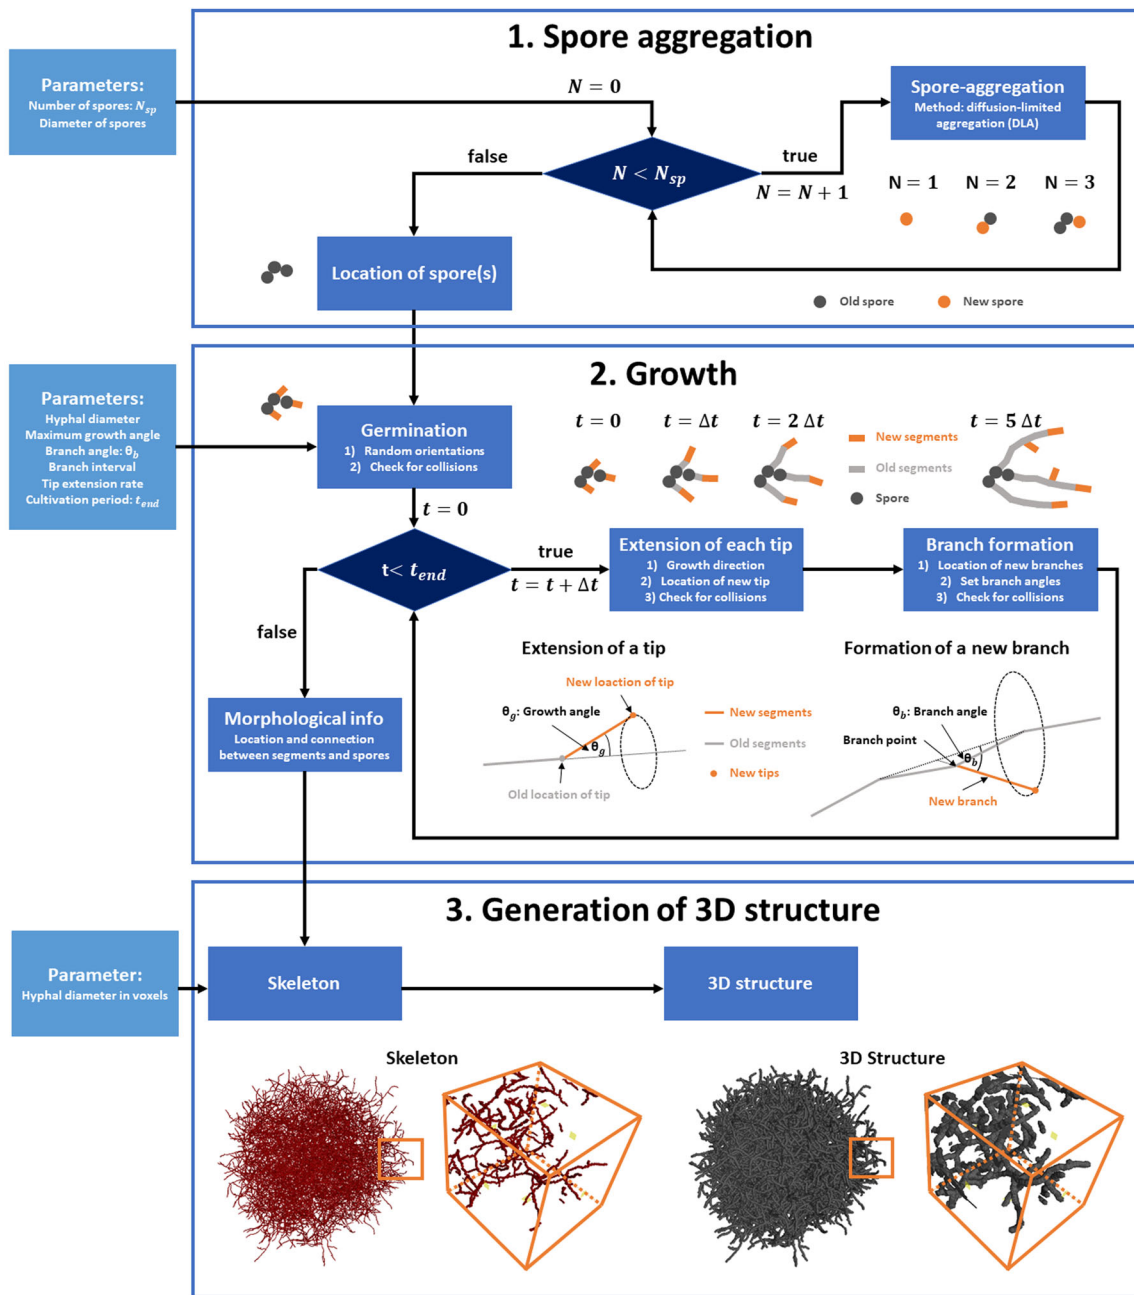 1. Spore aggregation
Parameters:
Number of spores: N_sp
Diameter of spores
N = 0
Spore-aggregation
Method: diffusion-limited
aggregation (DLA)
false
N < N_sp
true
N = N + 1
N = 1
N = 2
N = 3
Location of spore(s)
Old spore
New spore
2. Growth
Parameters:
Hyphal diameter
Maximum growth angle
Branch angle: θ_b
Branch interval
Tip extension rate
Cultivation period: t_end
Germination
1) Random orientations
2) Check for collisions
t = 0
t = Δt
t = 2 Δt
t = 5 Δt
New segments
Old segments
Spore
t = 0
t< t_end
true
t = t + Δt
Extension of each tip
1) Growth direction
2) Location of new tip
3) Check for collisions
Branch formation
1) Location of new branches
2) Set branch angles
3) Check for collisions
false
Morphological info
Location and connection
between segments and spores
Extension of a tip
New loaction of tip
θ_g: Growth angle
θ_g
Old location of tip
New segments
Old segments
New tips
Formation of a new branch
θ_b: Branch angle
Branch point
θ_b
New branch
3. Generation of 3D structure
Parameter:
Hyphal diameter in voxels
Skeleton
3D structure
Skeleton
3D Structure